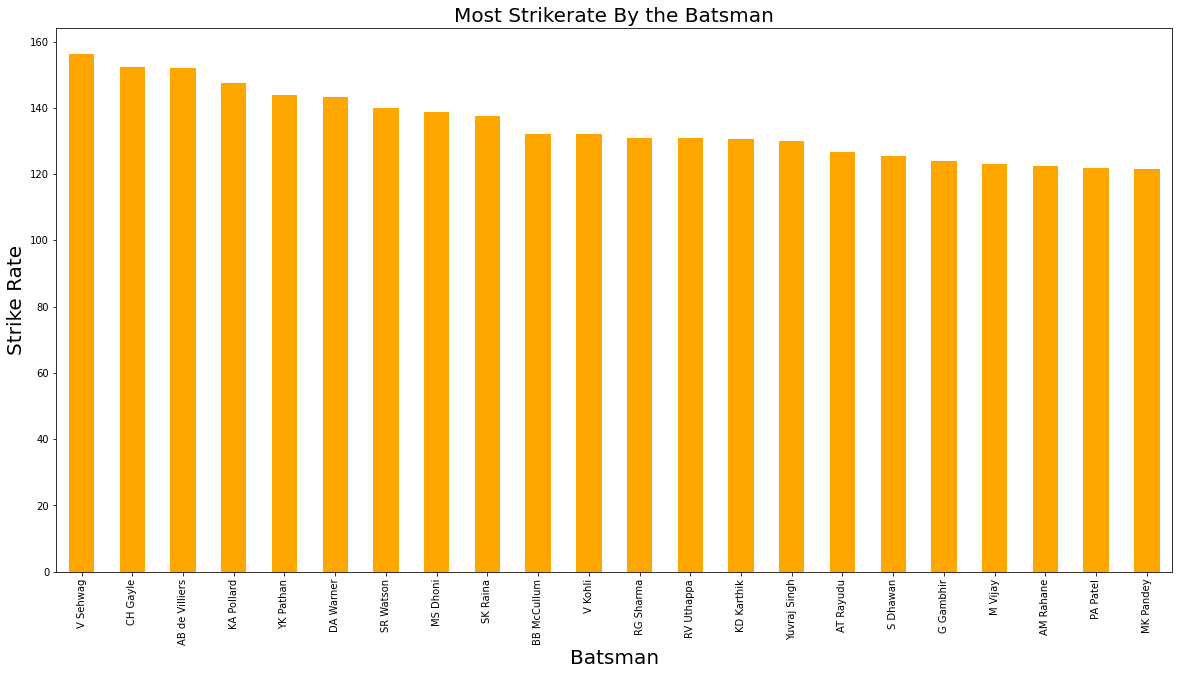 Most Strikerate By the Batsman
160
140
120
100
80
60
40
20
0
Strike Rate
V Sehwag
CH Gayle
AB de Villiers
KA Pollard
YK Pathan
DA Warner
SR Watson
MS Dhoni
SK Raina
BB McCullum
V Kohli
RG Sharma
RV Uthappa
KD Karthik
Yuvraj Singh
AT Rayudu
S Dhawan
G Gambhir
M Vijay
AM Rahane
PA Patel
MK Pandey
Batsman